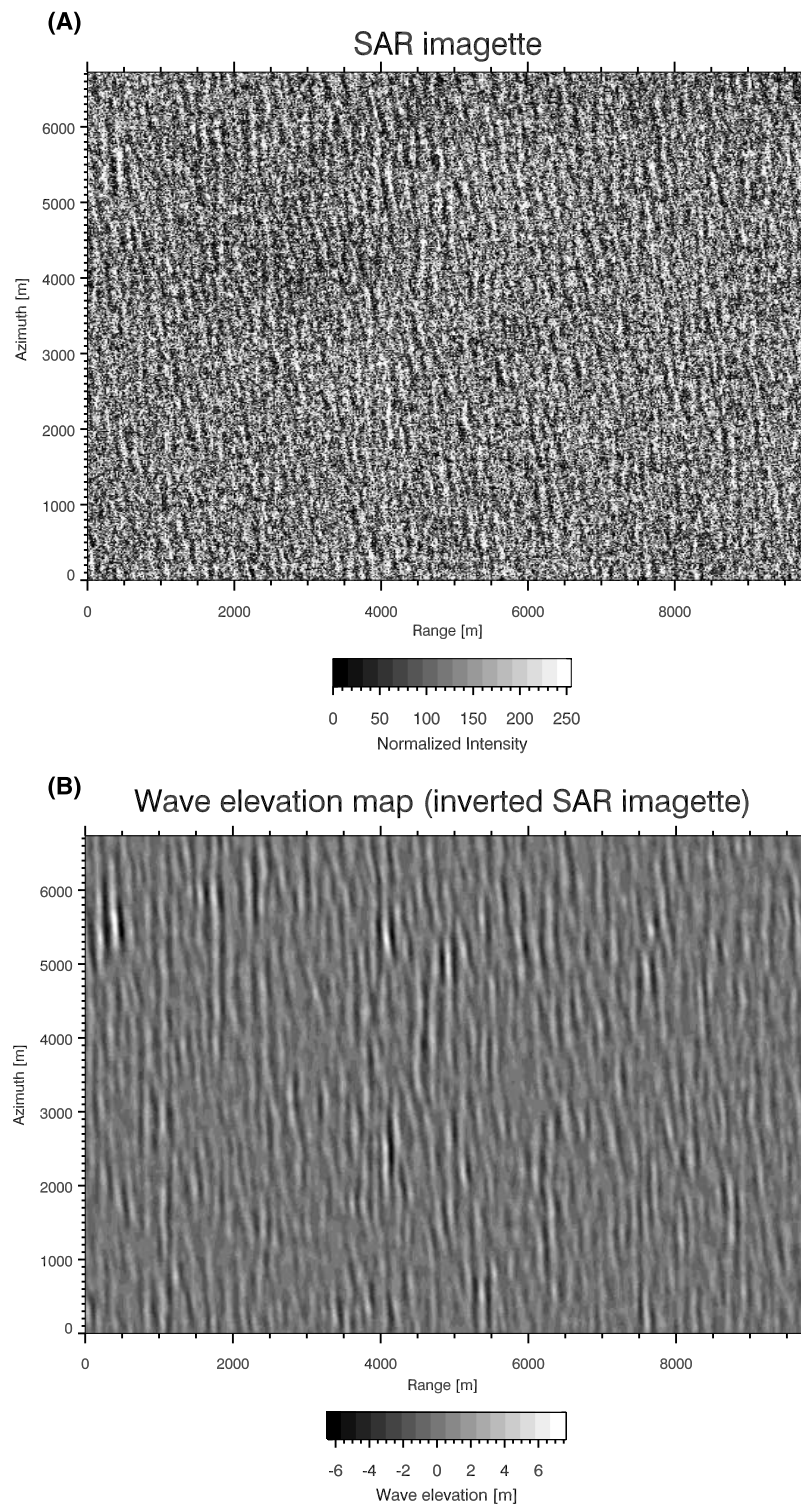 (A)
SAR imagette
6000
5000
4000
3000
2000
1000
0
Azimuth [m]
0 2000 4000 6000 8000
Range [m]
0 50 100 150 200 250
Normalized Intensity
(B)
Wave elevation map (inverted SAR imagette)
6000
5000
4000
3000
2000
1000
0
Azimuth [m]
0 2000 4000 6000 8000
Range [m]
-6 -4 -2 0 2 4 6
Wave elevation [m]